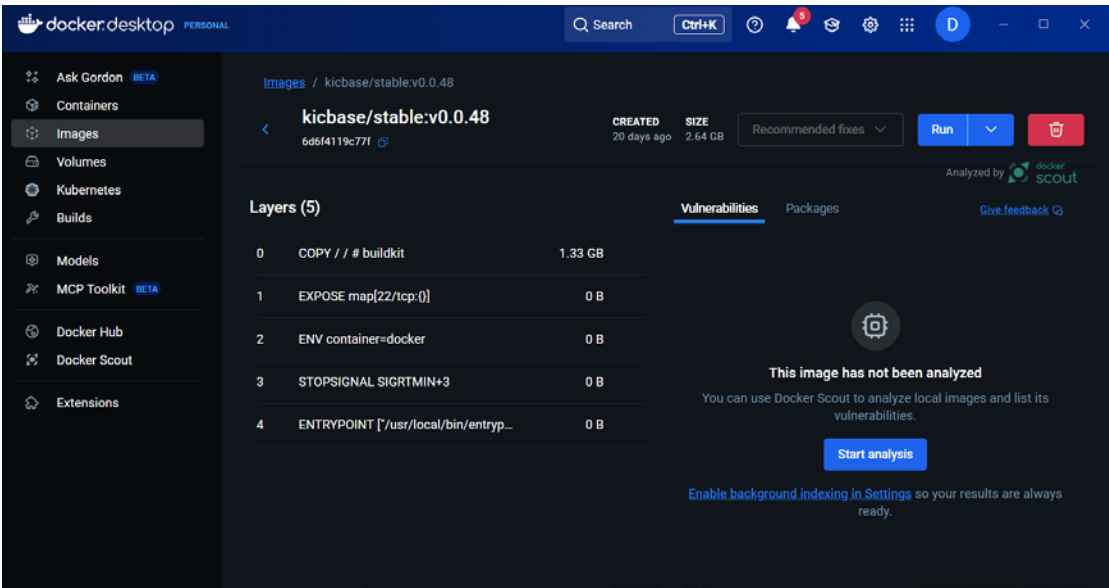 docker.desktop PERSONAL
Search Ctrl+K
5
D
Ask Gordon BETA
Containers
Images
Volumes
Kubernetes
Builds
Models
MCP Toolkit BETA
Docker Hub
Docker Scout
Extensions
Images / kicbase/stable:v0.0.48
kicbase/stable:v0.0.48
6d6f4119c77f
CREATED
20 days ago
SIZE
2.64 GB
Recommended fixes
Run
Analyzed by docker scout
Layers (5)
0 COPY / / # buildkit 1.33 GB
1 EXPOSE map[22/tcp:{}] 0 B
2 ENV container=docker 0 B
3 STOPSIGNAL SIGRTMIN+3 0 B
4 ENTRYPOINT ["/usr/local/bin/entryp... 0 B
Vulnerabilities Packages
Give feedback
This image has not been analyzed
You can use Docker Scout to analyze local images and list its
vulnerabilities.
Start analysis
Enable background indexing in Settings so your results are always
ready.